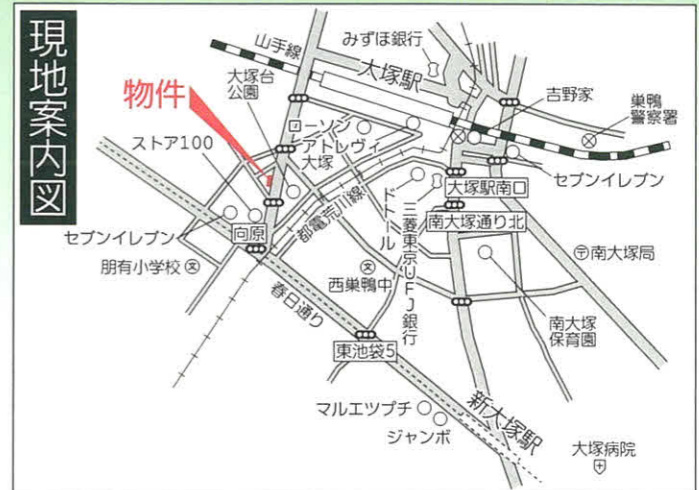 現地案内図
山手線
みずほ銀行
大塚駅
大塚台
公園
物件
吉野家
巣鴨
警察署
ローソン
ピアトレヴィ
大塚
ストア100
セブンイレブン
大塚駅南口
都電荒川線
ドトール
三菱東京UFJ銀行
南大塚通り北
セブンイレブン
向原
朋有小学校
文
西巣鴨中
文
南大塚局
春日通り
南大塚
保育園
東池袋5
マルエツプチ
ジャンボ
新大塚駅
大塚病院